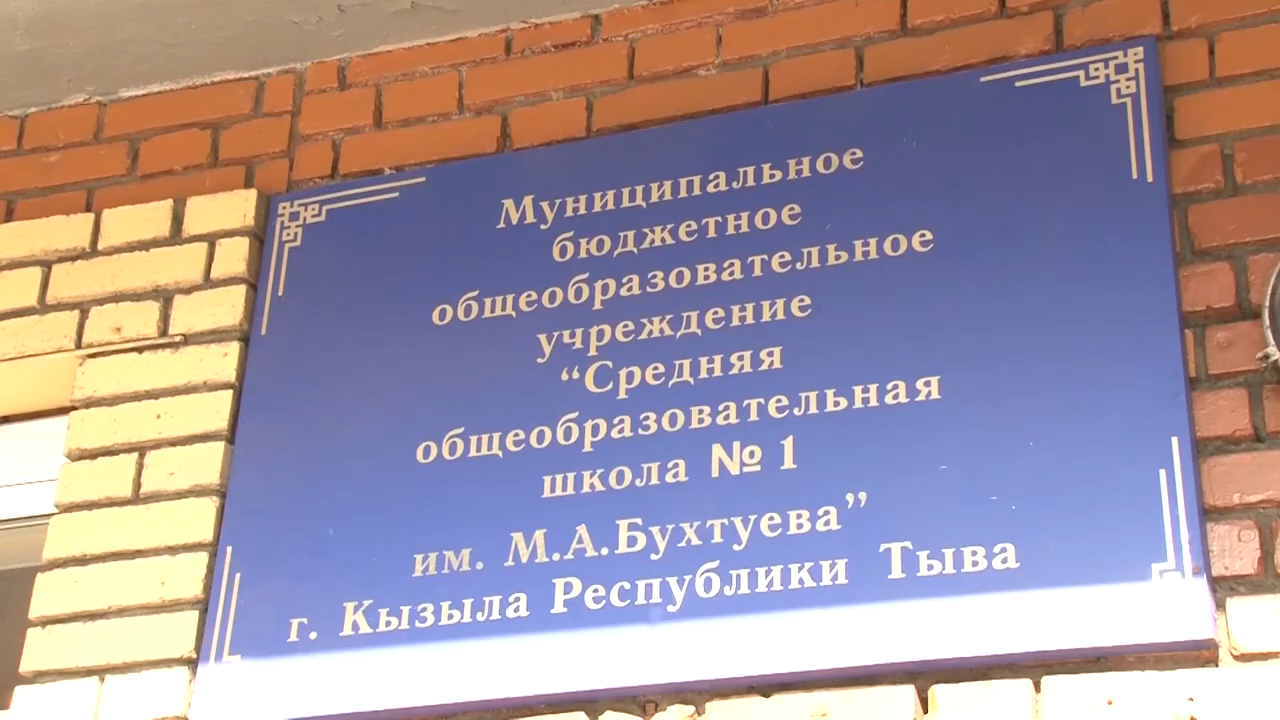 Муниципальное
бюджетное
общеобразовательное
учреждение
“Средняя
общеобразовательная
школа № 1
им. М.А.Бухтуева”
г. Кызыла Республики Тыва